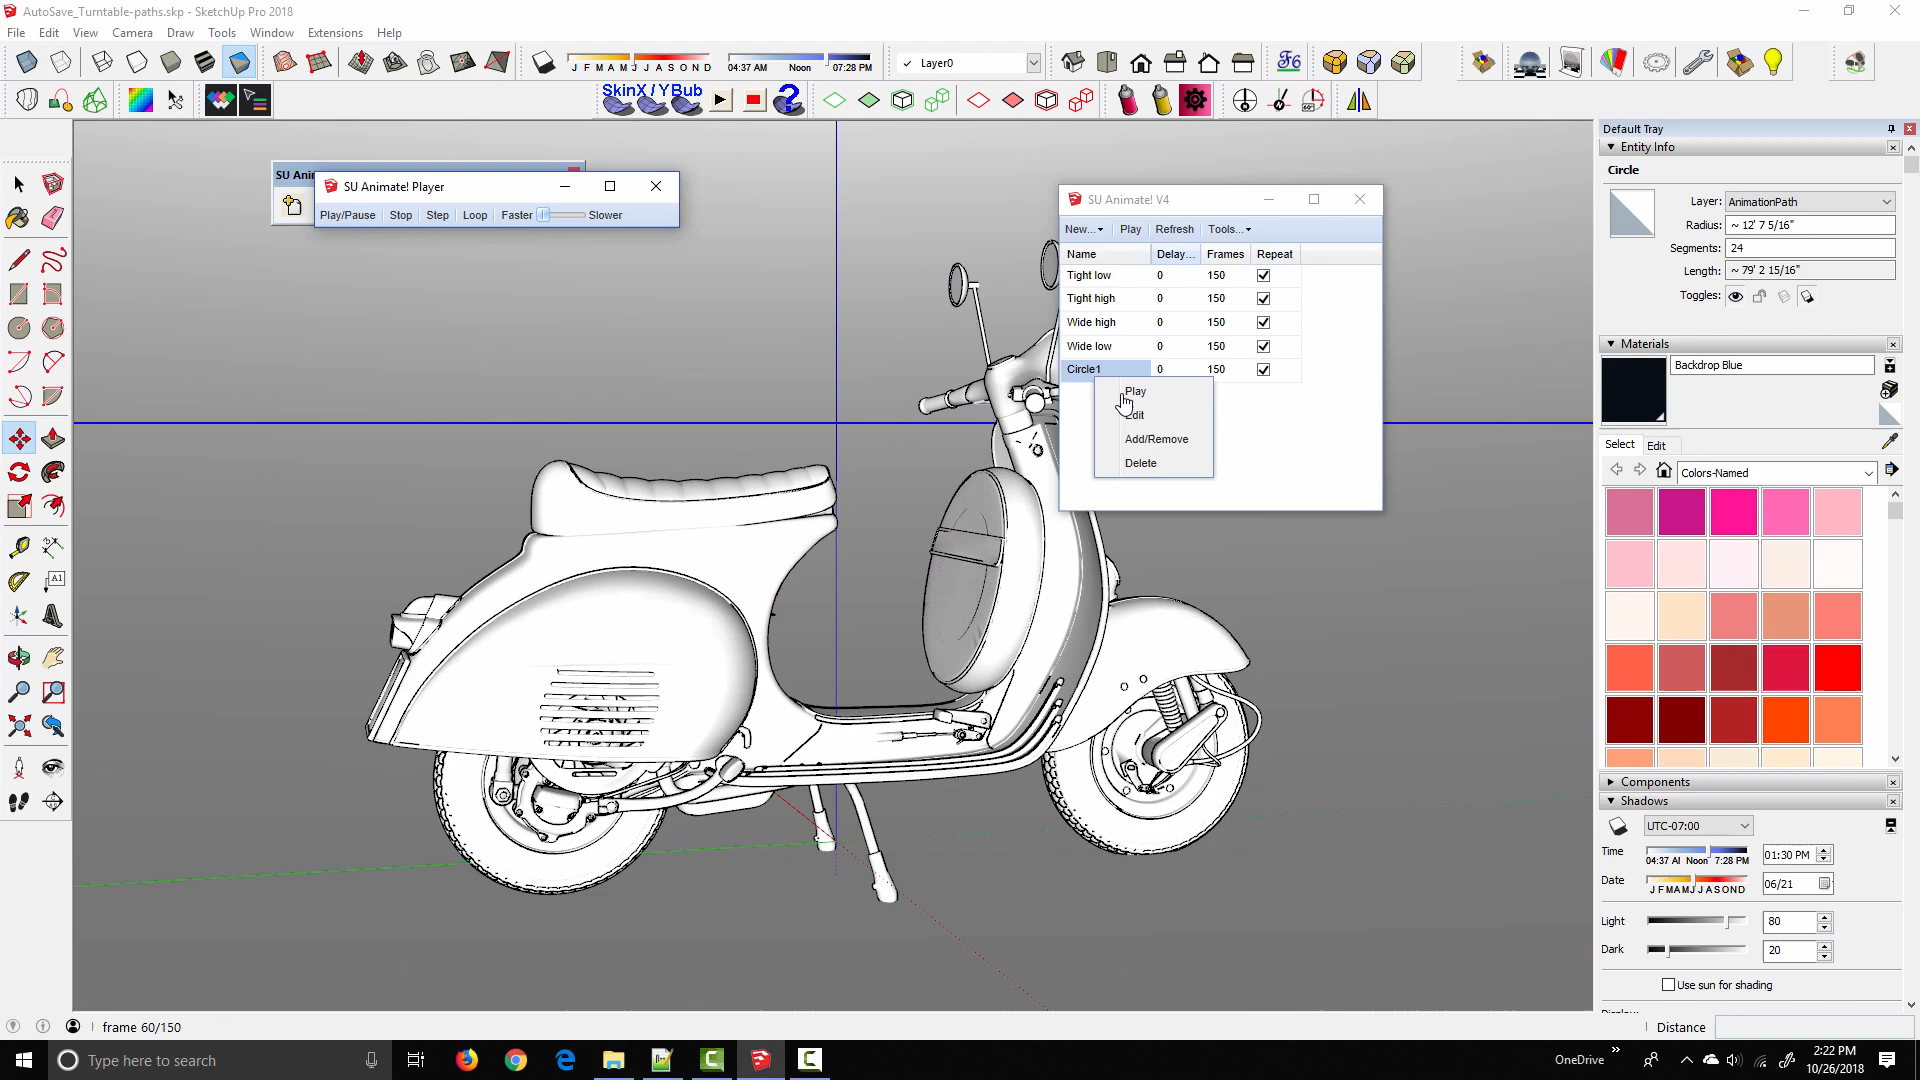 AutoSave_Turntable-paths.skp - SketchUp Pro 2018
File Edit View Camera Draw Tools Window Extensions Help
J F M A M J J A S O N D
04:37 AM Noon 07:28 PM
Layer0
SkinX / YBub
SU Anim
SU Animate! Player
Play/Pause Stop Step Loop Faster Slower
SU Animate! V4
New... Play Refresh Tools...
Name Delay... Frames Repeat
Tight low 0 150
Tight high 0 150
Wide high 0 150
Wide low 0 150
Circle1 0 150
Play
Edit
Add/Remove
Delete
Default Tray
Entity Info
Circle
Layer: AnimationPath
Radius: ~ 12' 7 5/16"
Segments: 24
Length: ~ 79' 2 15/16"
Toggles:
Materials
Backdrop Blue
Select Edit
Colors-Named
Components
Shadows
UTC-07:00
Time 04:37 AM Noon 7:28 PM 01:30 PM
Date J F M A M J J A S O N D 06/21
Light 80
Dark 20
Use sun for shading
Display:
frame 60/150
Distance
Type here to search
OneDrive
2:22 PM
10/26/2018